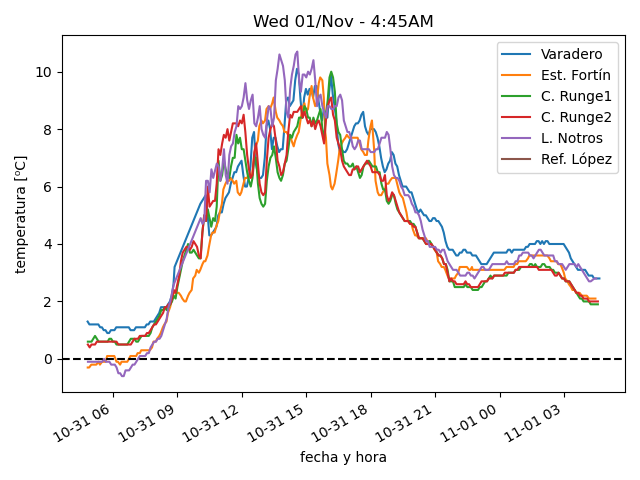 Wed 01/Nov - 4:45AM
temperatura [ºC]
10
8
6
4
2
0
Varadero
Est. Fortín
C. Runge1
C. Runge2
L. Notros
Ref. López
10-31 06
10-31 09
10-31 12
10-31 15
10-31 18
10-31 21
11-01 00
11-01 03
fecha y hora